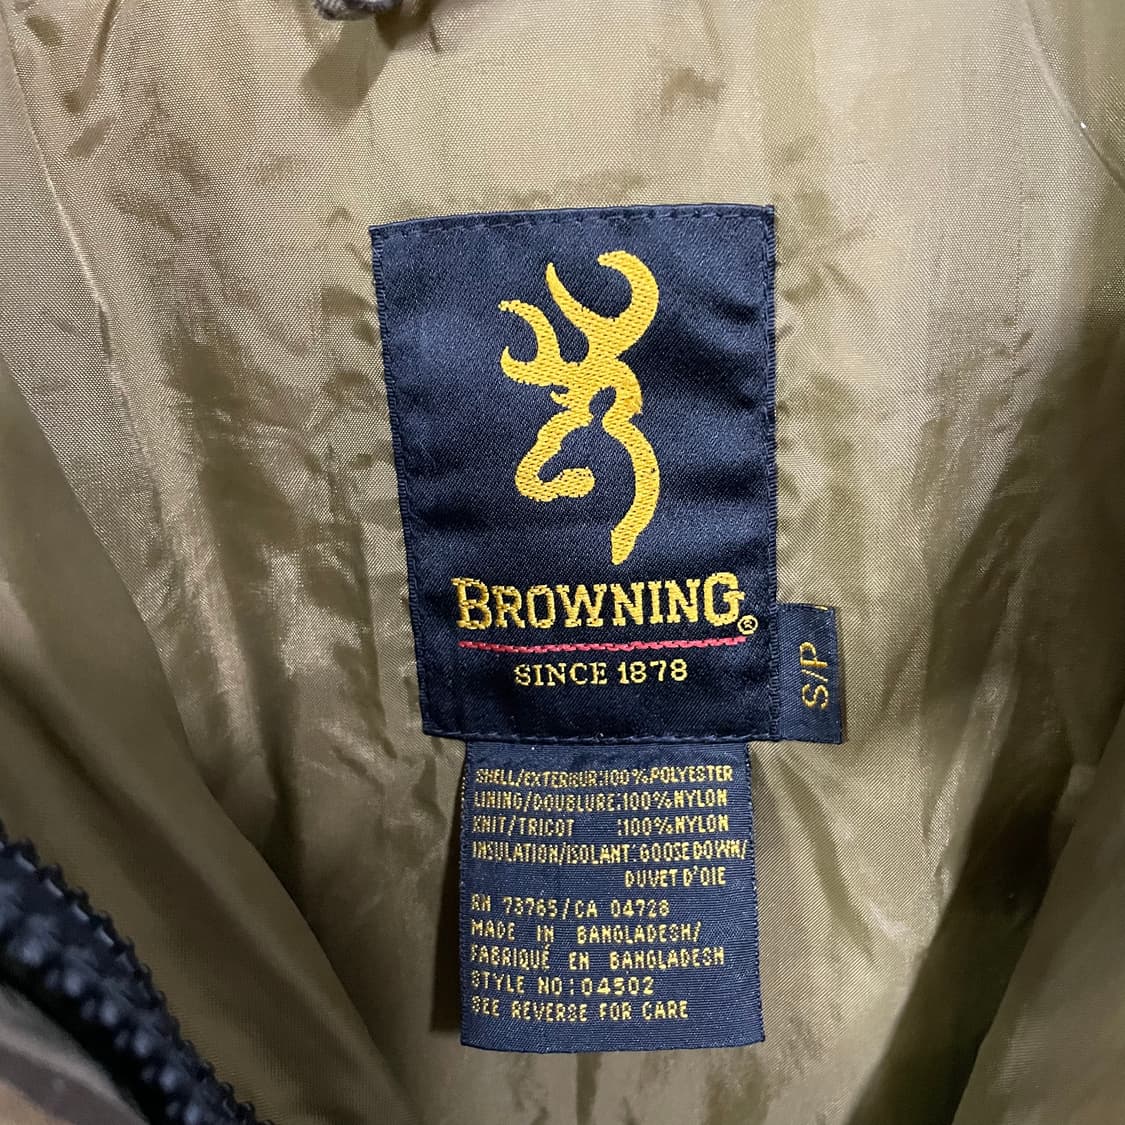 BROWNING®
SINCE 1878
S/P
SHELL/EXTERIEUR:100%POLYESTER
LINING/DOUBLURE:100%NYLON
KNIT/TRICOT :100%NYLON
INSULATION/ISOLANT:GOOSE DOWN/
DUVET D'OIE
RN 73765/CA 04728
MADE IN BANGLADESH/
FABRIQUÉ EN BANGLADESH
STYLE NO:04502
SEE REVERSE FOR CARE